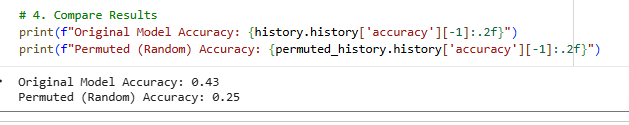 # 4. Compare Results
print(f"Original Model Accuracy: {history.history['accuracy'][-1]:.2f}")
print(f"Permuted (Random) Accuracy: {permuted_history.history['accuracy'][-1]:.2f}")
Original Model Accuracy: 0.43
Permuted (Random) Accuracy: 0.25